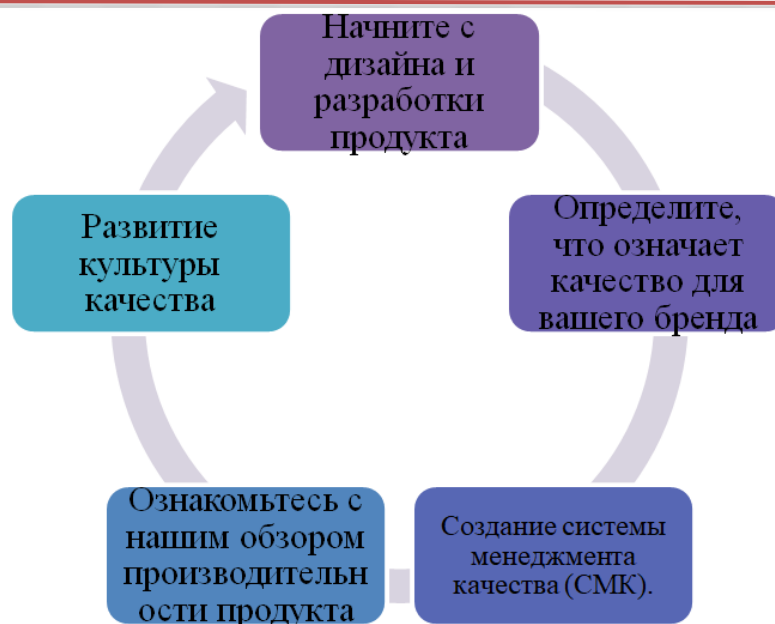 Начните с
дизайна и
разработки
продукта
Определите,
что означает
качество для
вашего бренда
Создание системы
менеджмента
качества (СМК).
Ознакомьтесь с
нашим обзором
производительн
ости продукта
Развитие
культуры
качества